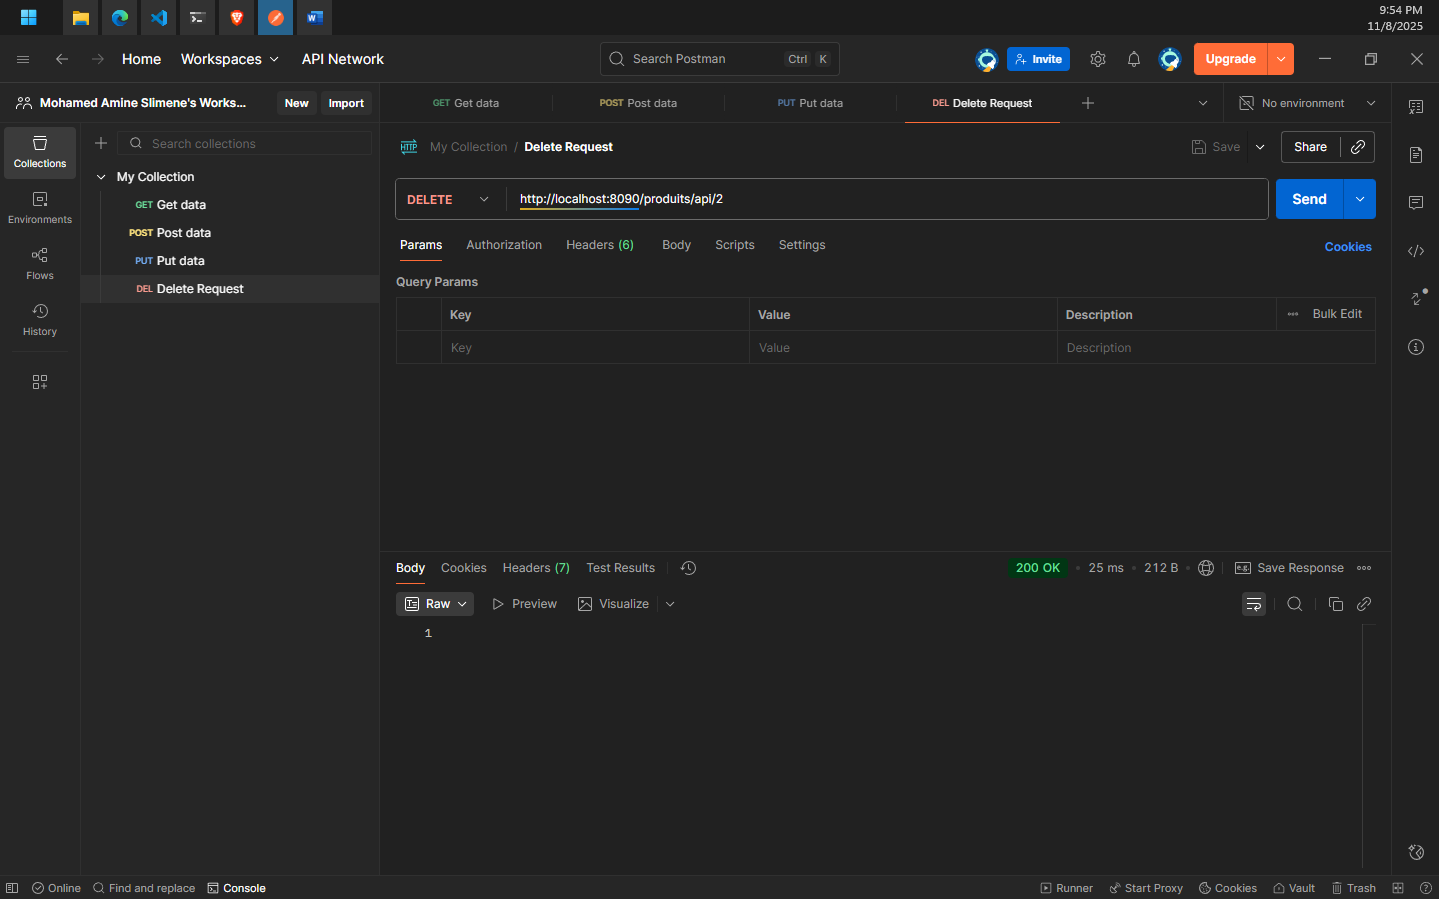 9:54 PM
11/8/2025
Home Workspaces API Network Search Postman Ctrl K Invite Upgrade
Mohamed Amine Slimene's Works... New Import
GET Get data POST Post data PUT Put data DEL Delete Request No environment
Collections
Environments
Flows
History
Search collections
My Collection
GET Get data
POST Post data
PUT Put data
DEL Delete Request
HTTP My Collection / Delete Request Save Share
DELETE http://localhost:8090/produits/api/2 Send
Params Authorization Headers (6) Body Scripts Settings Cookies
Query Params
Key Value Description Bulk Edit
Key Value Description
Body Cookies Headers (7) Test Results 200 OK 25 ms 212 B e.g. Save Response
Raw Preview Visualize
1
Online Find and replace Console Runner Start Proxy Cookies Vault Trash